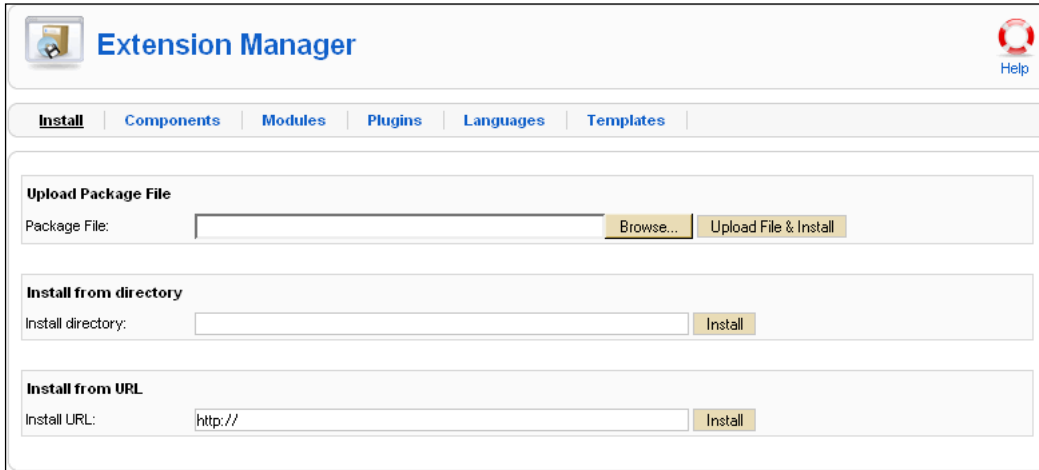 Extension Manager
Help
Install Components Modules Plugins Languages Templates
Upload Package File
Package File: Browse... Upload File & Install
Install from directory
Install directory: Install
Install from URL
Install URL: http:// Install